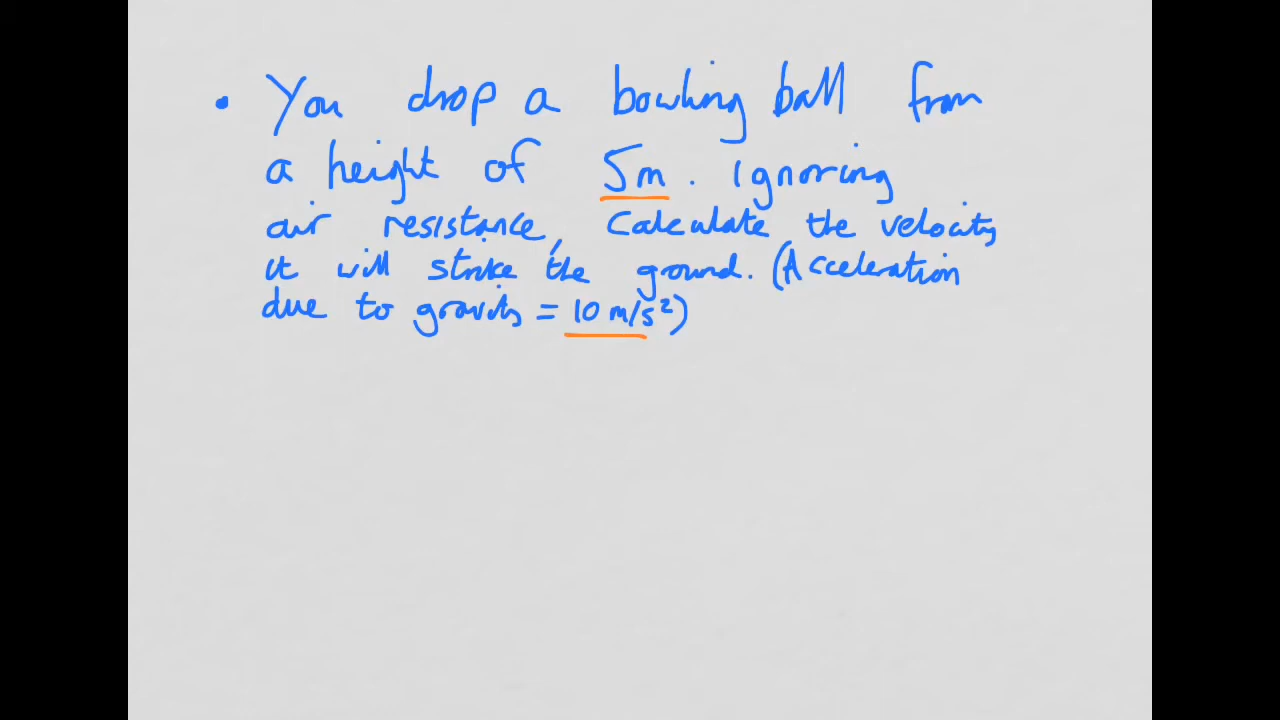 • You drop a bowling ball from
a height of 5m. Ignoring
air resistance, Calculate the velocity
it will strike the ground. (Acceleration
due to gravity = 10 m/s²)